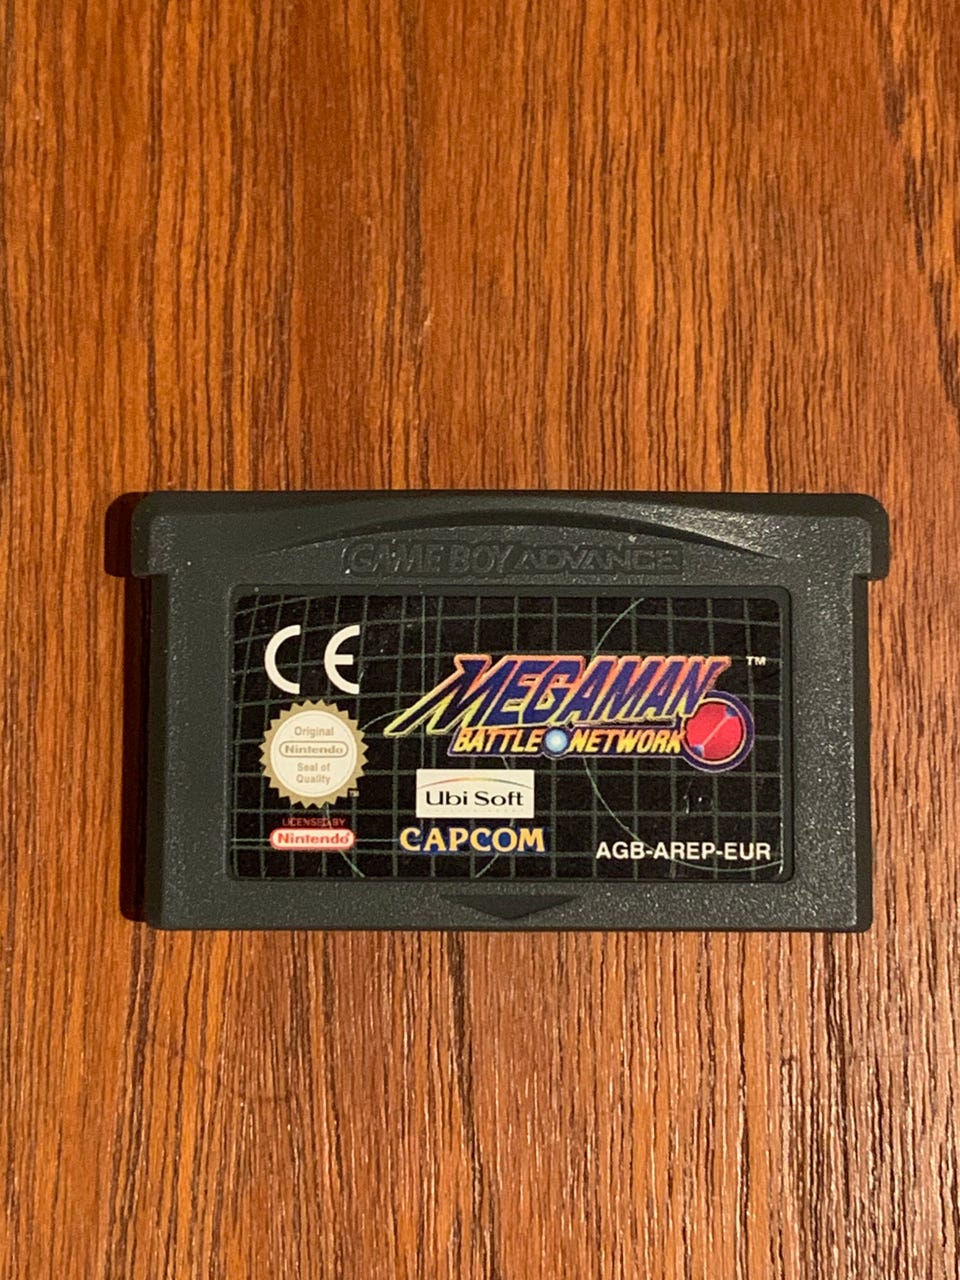 GAME BOY ADVANCE
CE
MEGAMAN™
BATTLE NETWORK
Original
Nintendo
Seal of
Quality
Ubi Soft
LICENSED BY
Nintendo
CAPCOM
AGB-AREP-EUR